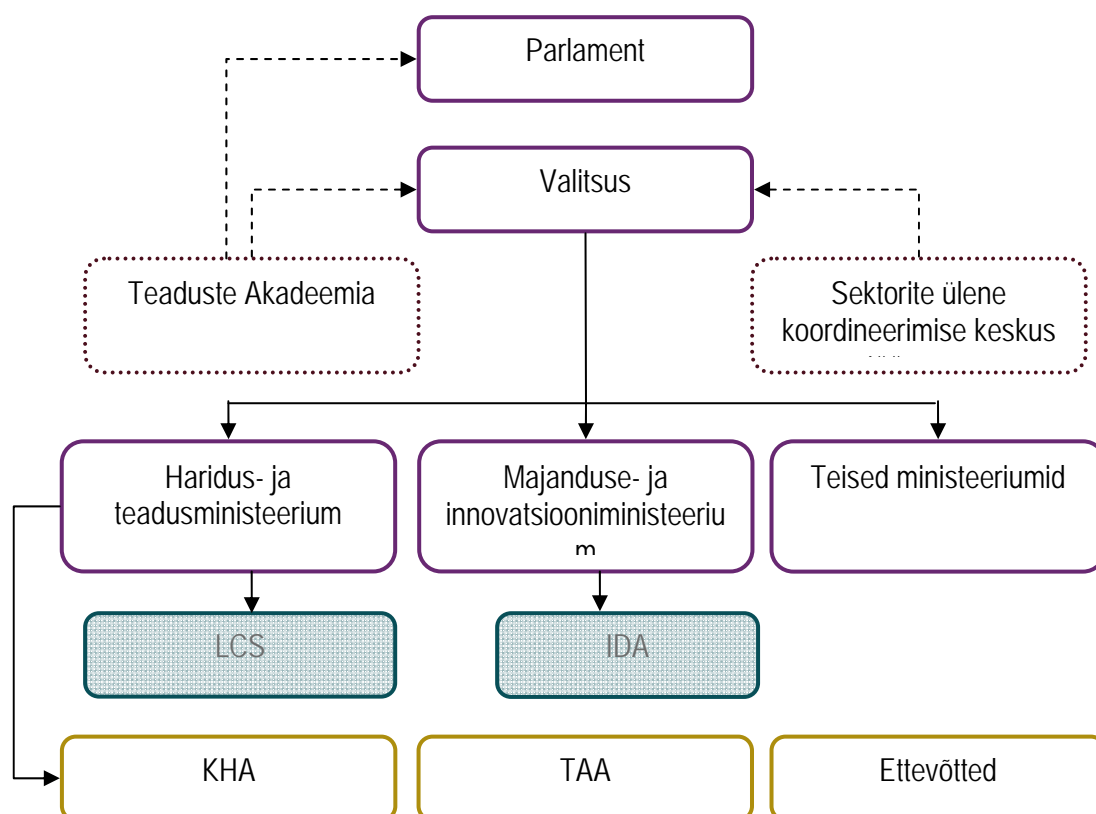 Parlament
Valitsus
Teaduste Akadeemia
Sektorite ülene
koordineerimise keskus
Haridus- ja
teadusministeerium
Majanduse- ja
innovatsiooniministeeriu
m
Teised ministeeriumid
LCS
IDA
KHA
TAA
Ettevõtted